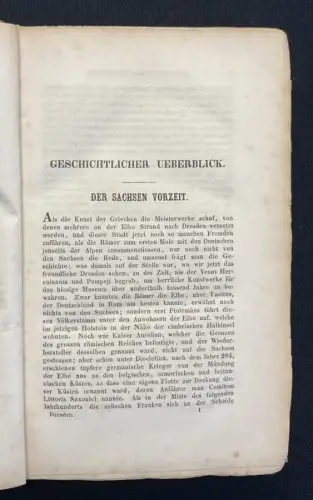 GESCHICHTLICHER UEBERBLICK.
DER SACHSEN VORZEIT.
Als die Kunst der Griechen die Meisterwerke schuf, von
denen mehrere an der Elbe Strand nach Dresden versetzt
wurden, und dieser Stadt jetzt noch so manchen Fremden
zuführen, als die Römer zum ersten Male mit den Deutschen
jenseits der Alpen zusammenstiessen, war noch nicht von
den Sachsen die Rede, und umsonst frägt man die Ge-
schichte: was damals auf der Stelle war, wo wir jetzt das
freundliche Dresden sehen, zu der Zeit, als der Vesuv Her-
culanum und Pompeji begrub, um herrliche Kunstwerke für
das hiesige Museum über anderthalb tausend Jahre zu be-
wahren. Zwar kannten die Römer die Elbe, aber Tacitus,
der Deutschland in Rom am besten kannte, erwähnt noch
nichts von den Sachsen; sondern erst Ptolomäus führt die-
sen Völkerstamm unter den Anwohnern der Elbe auf, welche
im jetzigen Holstein in der Nähe der cimbrischen Halbinsel
wohnten. Noch war Kaiser Aurelian, welcher die Grenzen
des grossen römischen Reiches befestigte, und der Wieder-
hersteller desselben genannt ward, nicht auf die Sachsen
gestossen; aber unter Diocletian, nach dem Jahre 284,
erschienen tapfere germanische Krieger von der Mündung
der Elbe aus an den belgischen, armorischen und britan-
nischen Küsten, so dass eine eigene Flotte zur Deckung dieser
Küsten ernannt ward, deren Anführer man Comitem
Littoris Saxonici nannte. Als in der Mitte des folgenden
Jahrhunderts die salischen Franken sich an der Schelde
Dresden. 1